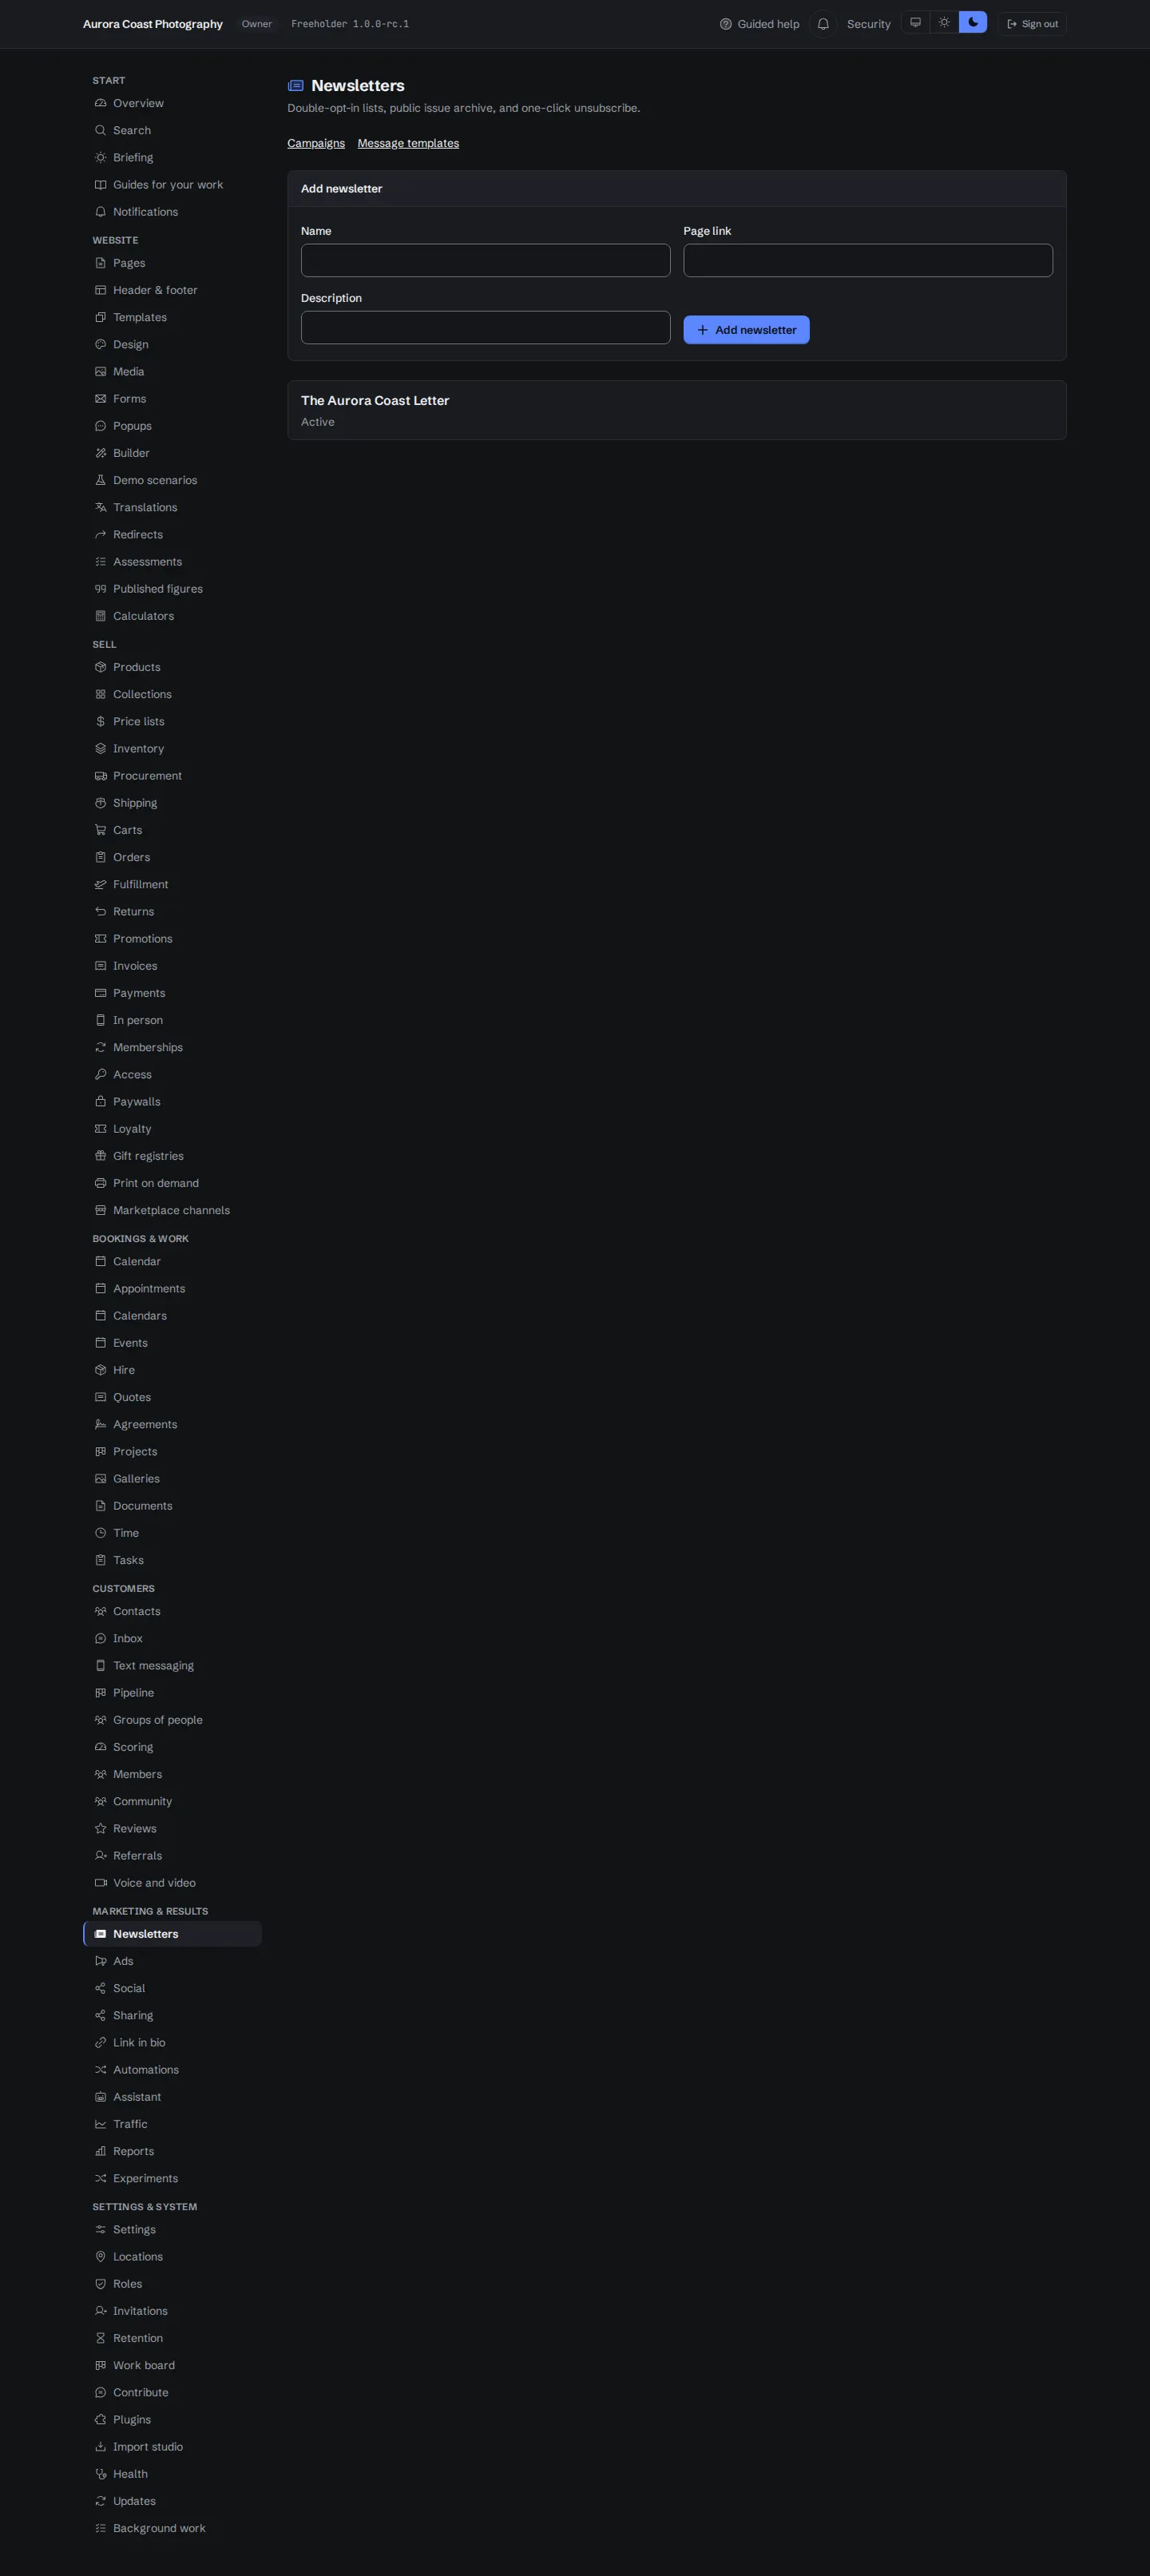 Aurora Coast Photography Owner Freeholder 1.0.0-rc.1 Guided help Security Sign out
START
Overview
Search
Briefing
Guides for your work
Notifications
WEBSITE
Pages
Header & footer
Templates
Design
Media
Forms
Popups
Builder
Demo scenarios
Translations
Redirects
Assessments
Published figures
Calculators
SELL
Products
Collections
Price lists
Inventory
Procurement
Shipping
Carts
Orders
Fulfillment
Returns
Promotions
Invoices
Payments
In person
Memberships
Access
Paywalls
Loyalty
Gift registries
Print on demand
Marketplace channels
BOOKINGS & WORK
Calendar
Appointments
Calendars
Events
Hire
Quotes
Agreements
Projects
Galleries
Documents
Time
Tasks
CUSTOMERS
Contacts
Inbox
Text messaging
Pipeline
Groups of people
Scoring
Members
Community
Reviews
Referrals
Voice and video
MARKETING & RESULTS
Newsletters
Ads
Social
Sharing
Link in bio
Automations
Assistant
Traffic
Reports
Experiments
SETTINGS & SYSTEM
Settings
Locations
Roles
Invitations
Retention
Work board
Contribute
Plugins
Import studio
Health
Updates
Background work
Newsletters
Double-opt-in lists, public issue archive, and one-click unsubscribe.
Campaigns Message templates
Add newsletter
Name Page link
Description
Add newsletter
The Aurora Coast Letter
Active